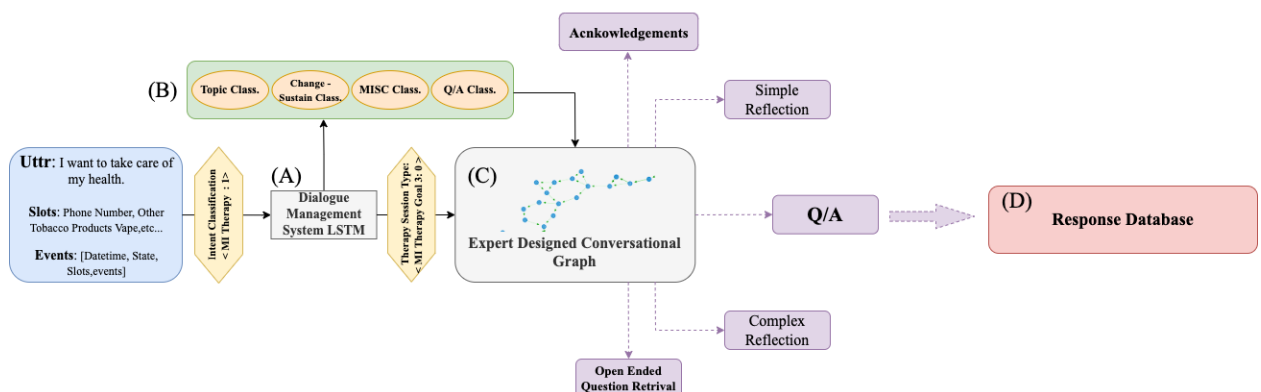 Acnkowledgements
(B)
Topic Class.
Change -
Sustain Class.
MISC Class.
Q/A Class.
Simple
Reflection
Uttr: I want to take care of
my health.
Slots: Phone Number, Other
Tobacco Products Vape,etc...
Events: [Datetime, State,
Slots,events]
Intent Classification
< MI Therapy : 1>
(A)
Dialogue
Management
System LSTM
Therapy Session Type:
< MI Therapy Goal 3: 0 >
(C)
Expert Designed Conversational
Graph
Q/A
(D)
Response Database
Complex
Reflection
Open Ended
Question Retrival